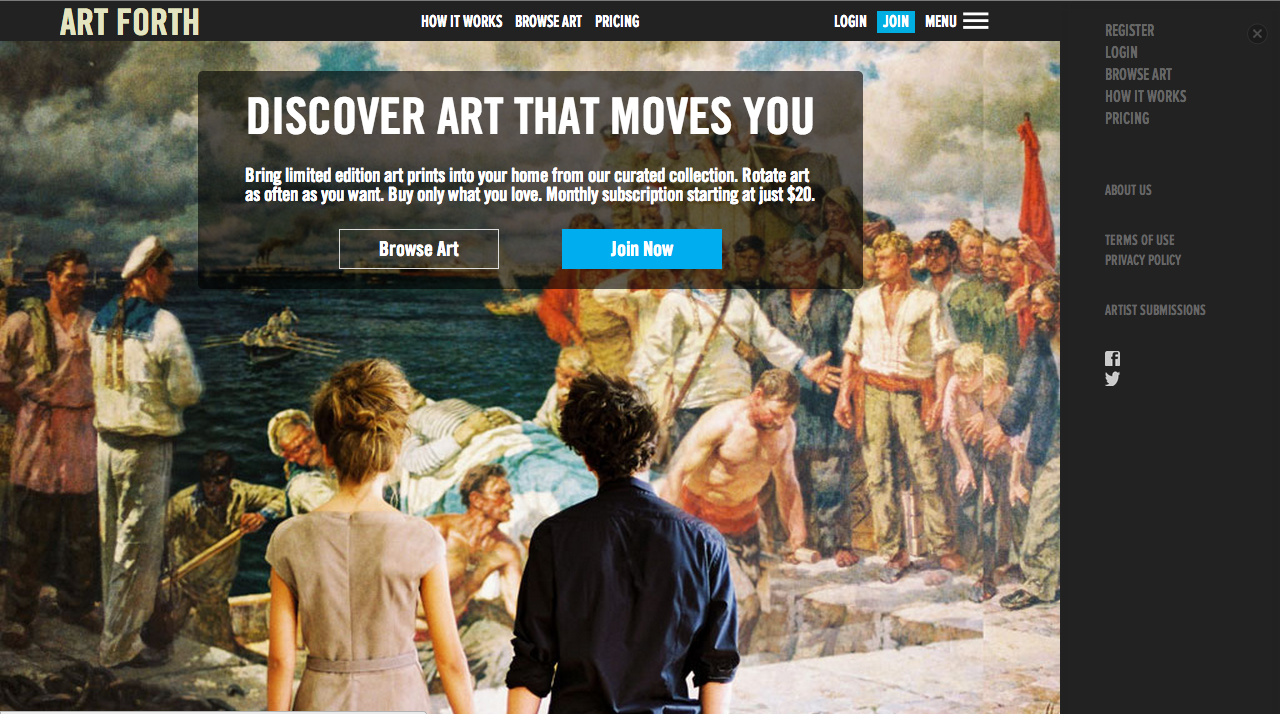 ART FORTH
HOW IT WORKS BROWSE ART PRICING
LOGIN JOIN MENU
DISCOVER ART THAT MOVES YOU
Bring limited edition art prints into your home from our curated collection. Rotate art
as often as you want. Buy only what you love. Monthly subscription starting at just $20.
Browse Art
Join Now
REGISTER
LOGIN
BROWSE ART
HOW IT WORKS
PRICING
ABOUT US
TERMS OF USE
PRIVACY POLICY
ARTIST SUBMISSIONS